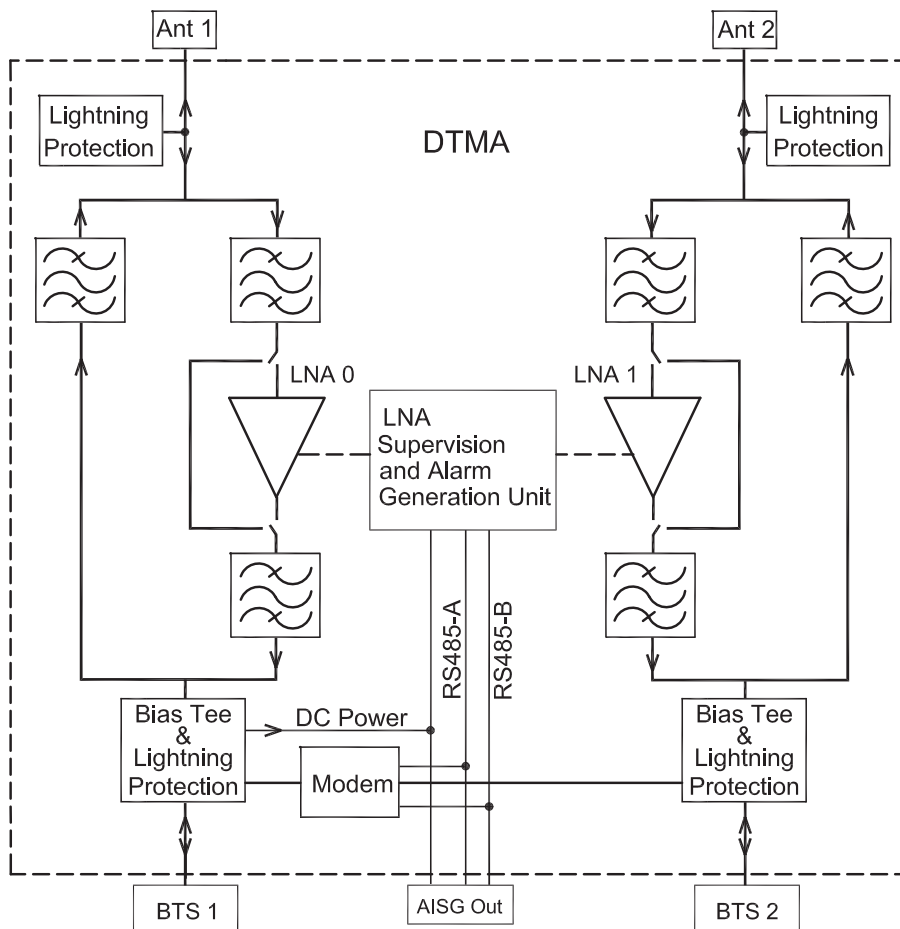 Ant 1
Ant 2
Lightning
Protection
DTMA
Lightning
Protection
LNA 0
LNA 1
LNA
Supervision
and Alarm
Generation Unit
RS485-A
RS485-B
Bias Tee
&
Lightning
Protection
DC Power
Modem
Bias Tee
&
Lightning
Protection
BTS 1
AISG Out
BTS 2